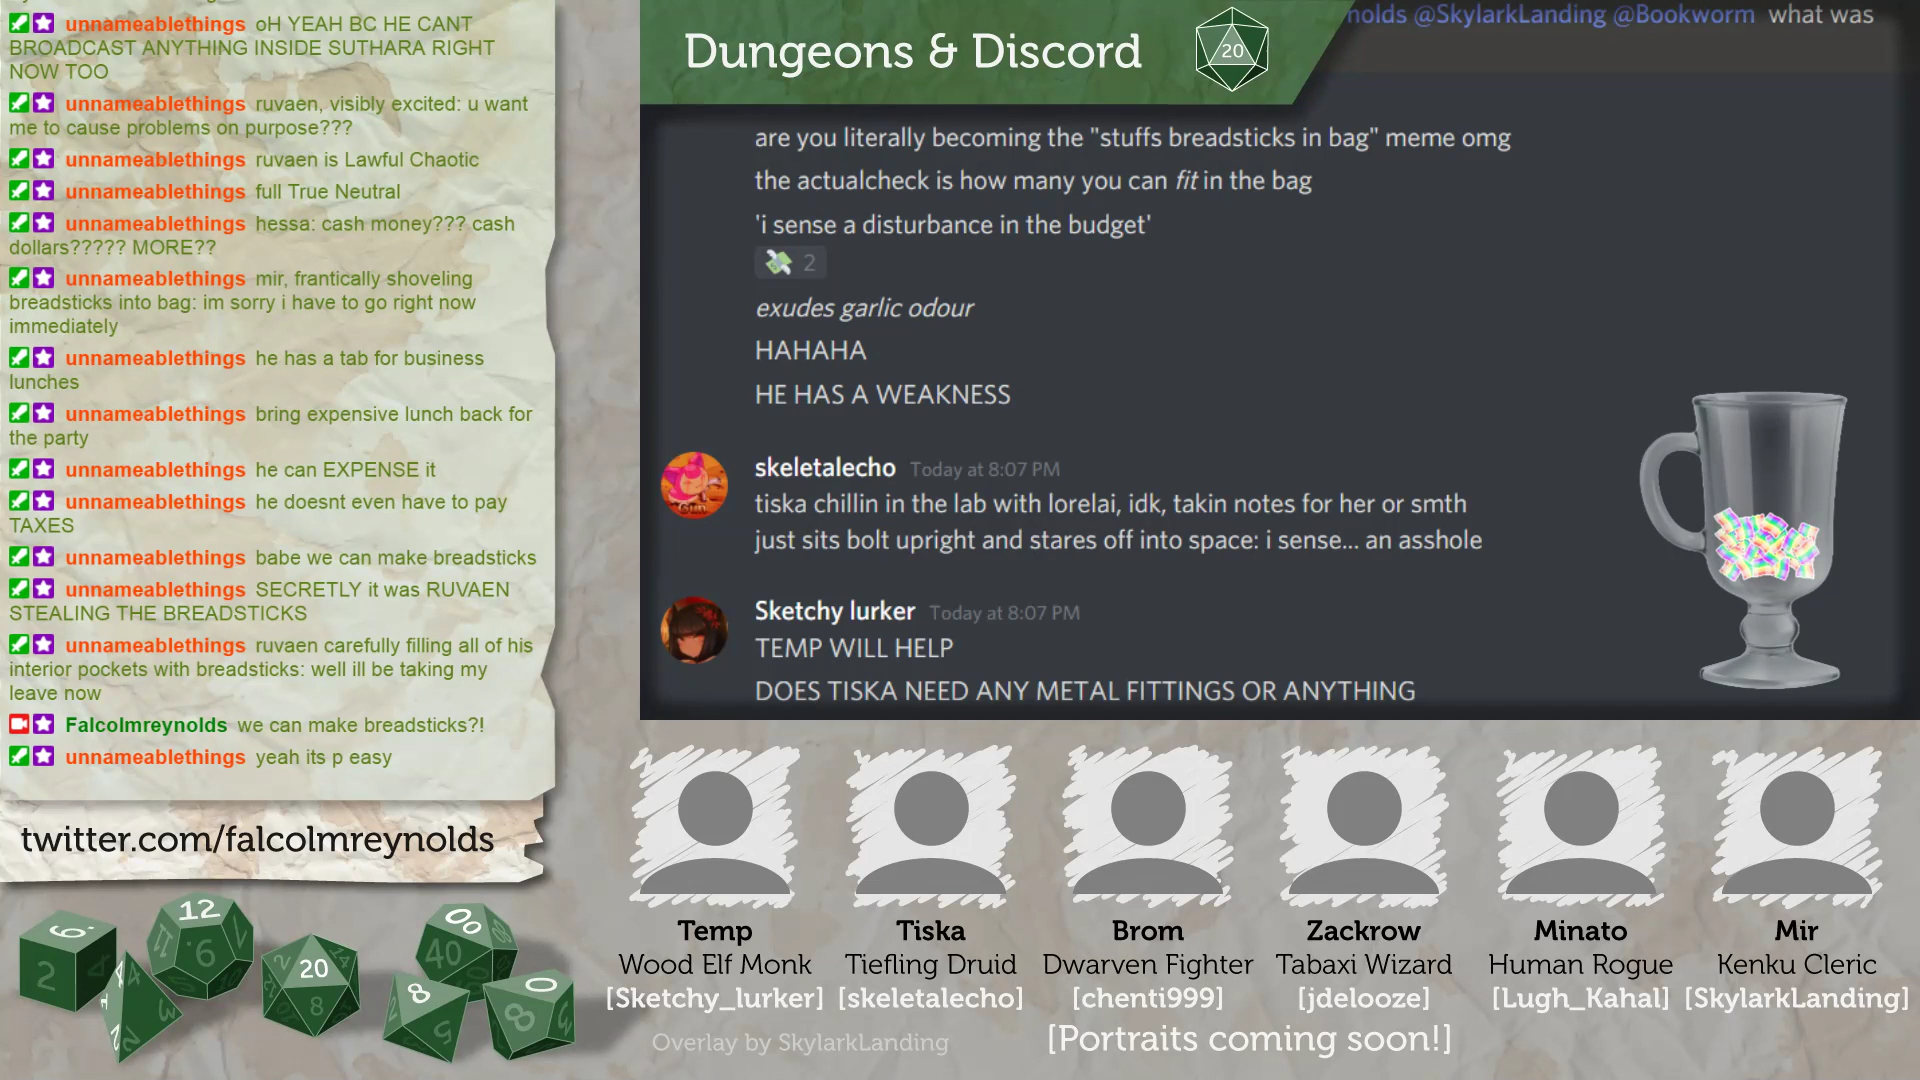 unnameablethings oH YEAH BC HE CANT
BROADCAST ANYTHING INSIDE SUTHARA RIGHT
NOW TOO
unnameablethings ruvaen, visibly excited: u want
me to cause problems on purpose???
unnameablethings ruvaen is Lawful Chaotic
unnameablethings full True Neutral
unnameablethings hessa: cash money??? cash
dollars????? MORE??
unnameablethings mir, frantically shoveling
breadsticks into bag: im sorry i have to go right now
immediately
unnameablethings he has a tab for business
lunches
unnameablethings bring expensive lunch back for
the party
unnameablethings he can EXPENSE it
unnameablethings he doesnt even have to pay
TAXES
unnameablethings babe we can make breadsticks
unnameablethings SECRETLY it was RUVAEN
STEALING THE BREADSTICKS
unnameablethings ruvaen carefully filling all of his
interior pockets with breadsticks: well ill be taking my
leave now
Falcolmreynolds we can make breadsticks?!
unnameablethings yeah its p easy
twitter.com/falcolmreynolds
Dungeons & Discord
20
nolds @SkylarkLanding @Bookworm what was
are you literally becoming the "stuffs breadsticks in bag" meme omg
the actualcheck is how many you can fit in the bag
'i sense a disturbance in the budget'
2
exudes garlic odour
HAHAHA
HE HAS A WEAKNESS
skeletalecho Today at 8:07 PM
tiska chillin in the lab with lorelai, idk, takin notes for her or smth
just sits bolt upright and stares off into space: i sense... an asshole
Sketchy lurker Today at 8:07 PM
TEMP WILL HELP
DOES TISKA NEED ANY METAL FITTINGS OR ANYTHING
Temp
Wood Elf Monk
[Sketchy_lurker]
Tiska
Tiefling Druid
[skeletalecho]
Brom
Dwarven Fighter
[chenti999]
Zackrow
Tabaxi Wizard
[jdelooze]
Minato
Human Rogue
[Lugh_Kahal]
Mir
Kenku Cleric
[SkylarkLanding]
Overlay by SkylarkLanding
[Portraits coming soon!]
6.
2
4
12
6
20
8
00
40
8
5
0
8